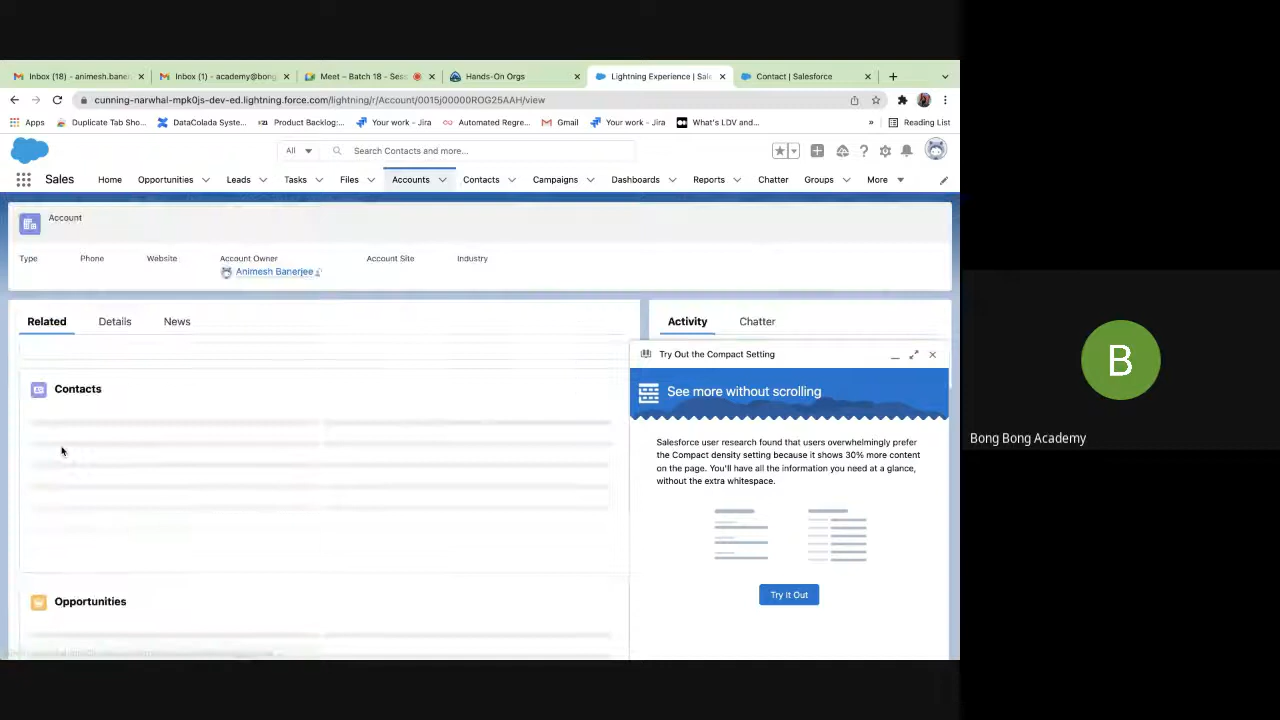 Inbox (18) - animesh.bane
Inbox (1) - academy@bong
Meet – Batch 18 - Ses
Hands-On Orgs
Lightning Experience | Sale
Contact | Salesforce
cunning-narwhal-mpk0js-dev-ed.lightning.force.com/lightning/r/Account/0015j00000ROG25AAH/view
Apps
Duplicate Tab Sho...
DataColada Syste...
Product Backlog:...
Your work - Jira
Automated Regre...
Gmail
Your work - Jira
What's LDV and...
»
Reading List
All
Search Contacts and more...
Sales
Home
Opportunities
Leads
Tasks
Files
Accounts
Contacts
Campaigns
Dashboards
Reports
Chatter
Groups
More
Account
Type
Phone
Website
Account Owner
Account Site
Industry
Animesh Banerjee
Related
Details
News
Activity
Chatter
Try Out the Compact Setting
Contacts
See more without scrolling
Salesforce user research found that users overwhelmingly prefer
the Compact density setting because it shows 30% more content
on the page. You'll have all the information you need at a glance,
without the extra whitespace.
Try It Out
Opportunities
B
Bong Bong Academy